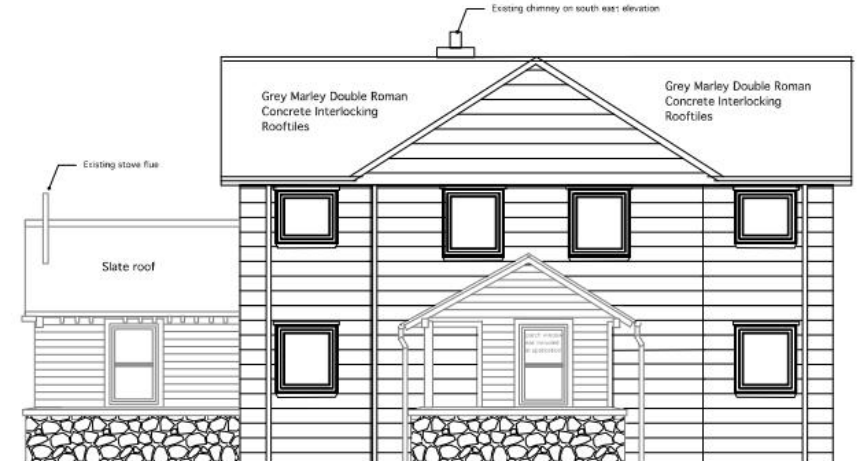 Existing chimney on south east elevation
Grey Marley Double Roman
Concrete Interlocking
Rooftiles
Grey Marley Double Roman
Concrete Interlocking
Rooftiles
Existing stove flue
Slate roof